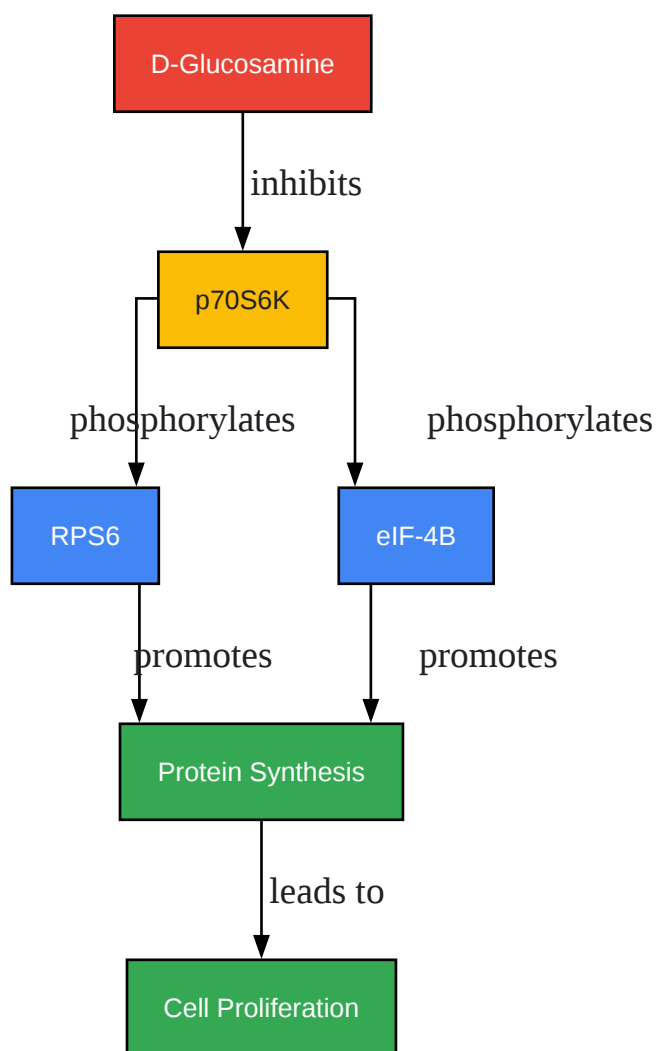 D-Glucosamine
inhibits
p70S6K
phosphorylates phosphorylates
RPS6 eIF-4B
promotes promotes
Protein Synthesis
leads to
Cell Proliferation